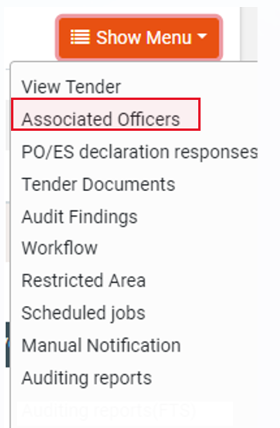 Show Menu
View Tender
Associated Officers
PO/ES declaration responses
Tender Documents
Audit Findings
Workflow
Restricted Area
Scheduled jobs
Manual Notification
Auditing reports